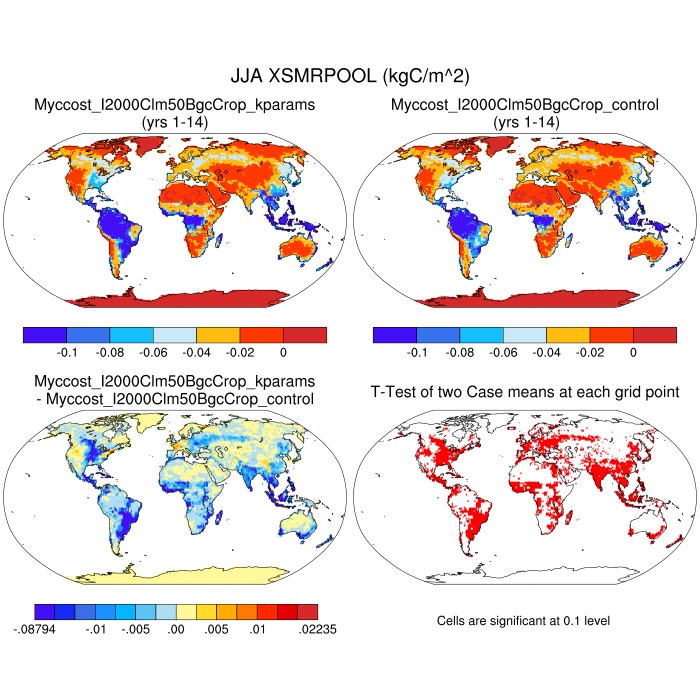 JJA XSMRPOOL (kgC/m^2)
Myccost_I2000Clm50BgcCrop_kparams
(yrs 1-14)
Myccost_I2000Clm50BgcCrop_control
(yrs 1-14)
-0.1 -0.08 -0.06 -0.04 -0.02 0
-0.1 -0.08 -0.06 -0.04 -0.02 0
Myccost_I2000Clm50BgcCrop_kparams
- Myccost_I2000Clm50BgcCrop_control
T-Test of two Case means at each grid point
-.08794 -.01 -.005 .00 .005 .01 .02235
Cells are significant at 0.1 level